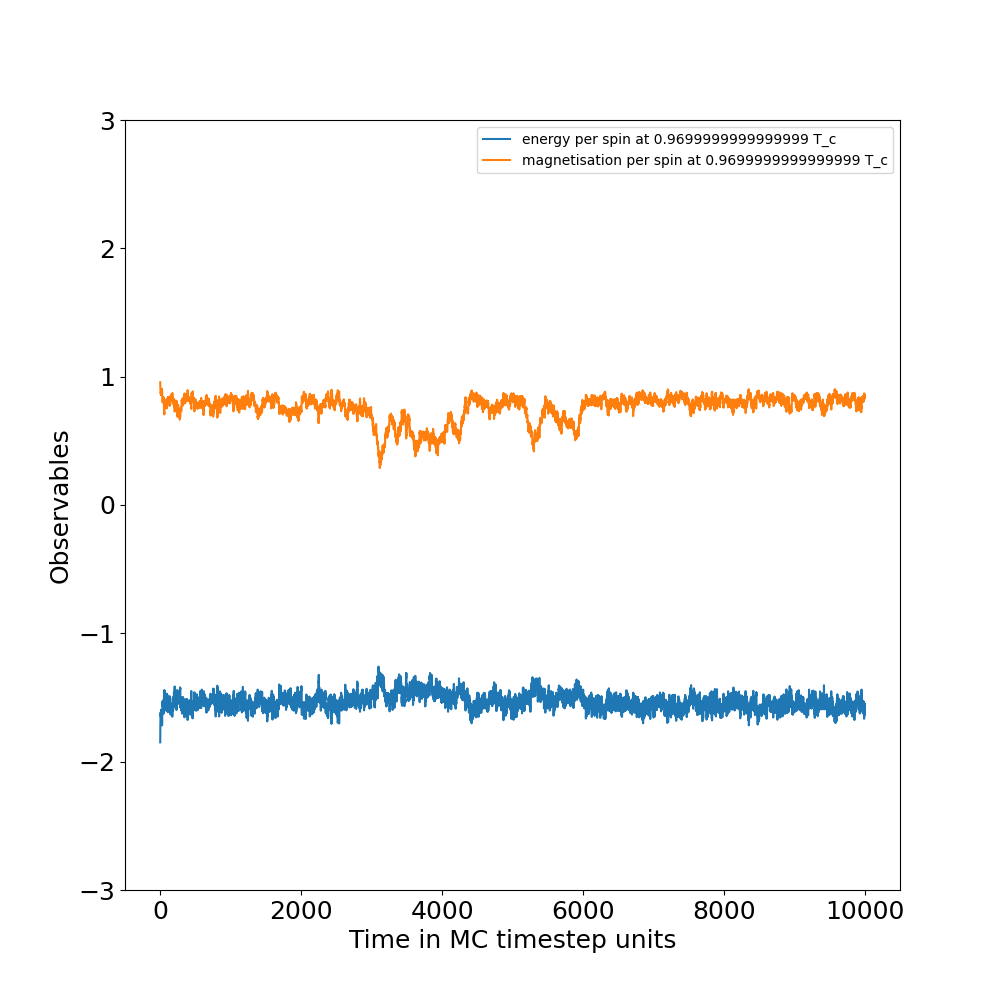 3
2
1
0
−1
−2
−3
Observables
energy per spin at 0.9699999999999999 T_c
magnetisation per spin at 0.9699999999999999 T_c
0 2000 4000 6000 8000 10000
Time in MC timestep units